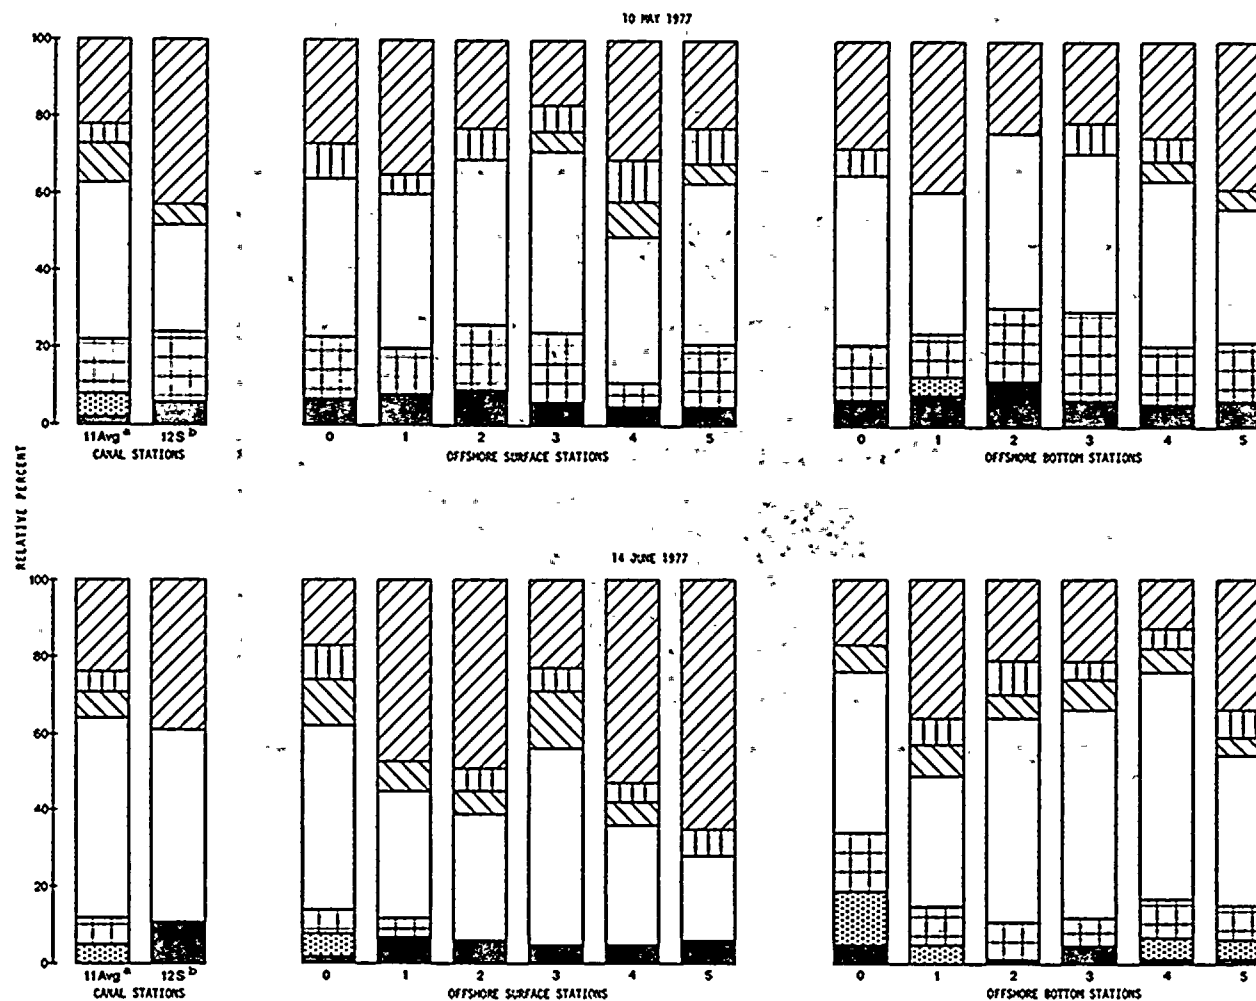 10 MAY 1977
100
80
60
40
20
0
11Avg a 12S b
CANAL STATIONS
0 1 2 3 4 5
OFFSHORE SURFACE STATIONS
0 1 2 3 4 5
OFFSHORE BOTTOM STATIONS
RELATIVE PERCENT
14 JUNE 1977
100
80
60
40
20
0
11Avg a 12S b
CANAL STATIONS
0 1 2 3 4 5
OFFSHORE SURFACE STATIONS
0 1 2 3 4 5
OFFSHORE BOTTOM STATIONS